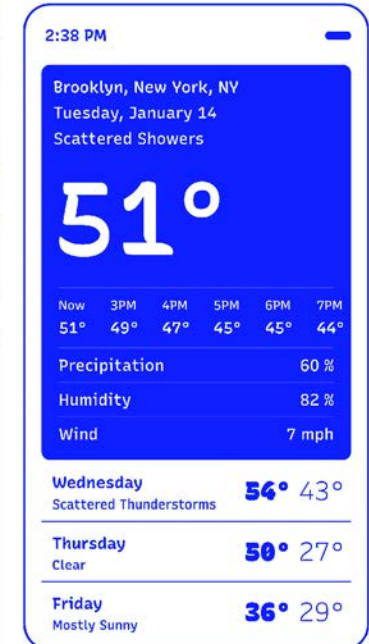 2:38 PM
Brooklyn, New York, NY
Tuesday, January 14
Scattered Showers
51°
Now 3PM 4PM 5PM 6PM 7PM
51° 49° 47° 45° 45° 44°
Precipitation 60 %
Humidity 82 %
Wind 7 mph
Wednesday 54° 43°
Scattered Thunderstorms
Thursday 50° 27°
Clear
Friday 36° 29°
Mostly Sunny